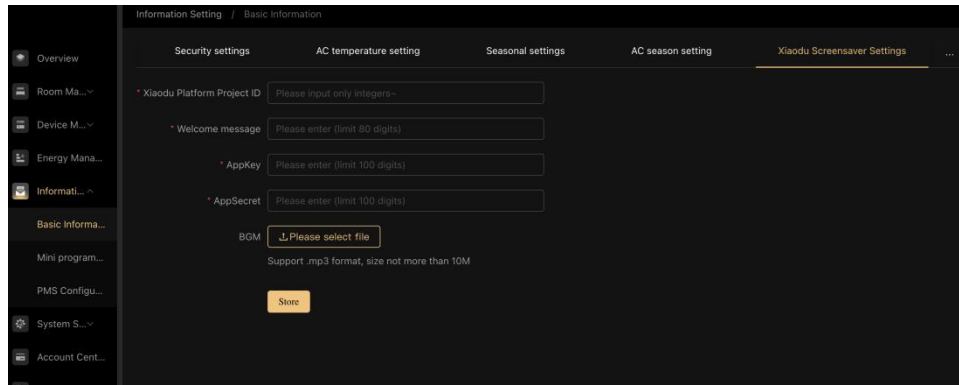 Information Setting / Basic Information
Security settings AC temperature setting Seasonal settings AC season setting Xiaodu Screensaver Settings ...
Overview
Room Ma...
Device M...
Energy Mana...
Informati...
Basic Informa...
Mini program...
PMS Configu...
System S...
Account Cent...
* Xiaodu Platform Project ID Please input only integers~
* Welcome message Please enter (limit 80 digits)
* AppKey Please enter (limit 100 digits)
* AppSecret Please enter (limit 100 digits)
BGM Please select file
Support .mp3 format, size not more than 10M
Store